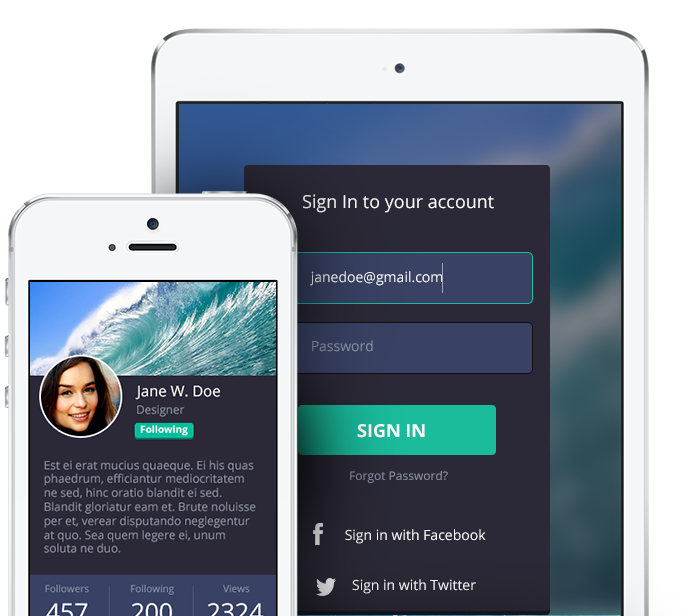 Sign In to your account
janedoe@gmail.com
Password
SIGN IN
Forgot Password?
Sign in with Facebook
Sign in with Twitter
Jane W. Doe
Designer
Following
Est ei erat mucius quaeque. Ei his quas
phaedrum, efficiantur mediocritatem
ne sed, hinc oratio blandit ei sed.
Blandit gloriatur eam et. Brute noluisse
per et, verear disputando neglegentur
at quo. Sea quem legere ei, unum
soluta ne duo.
Followers Following Views
457 200 2324